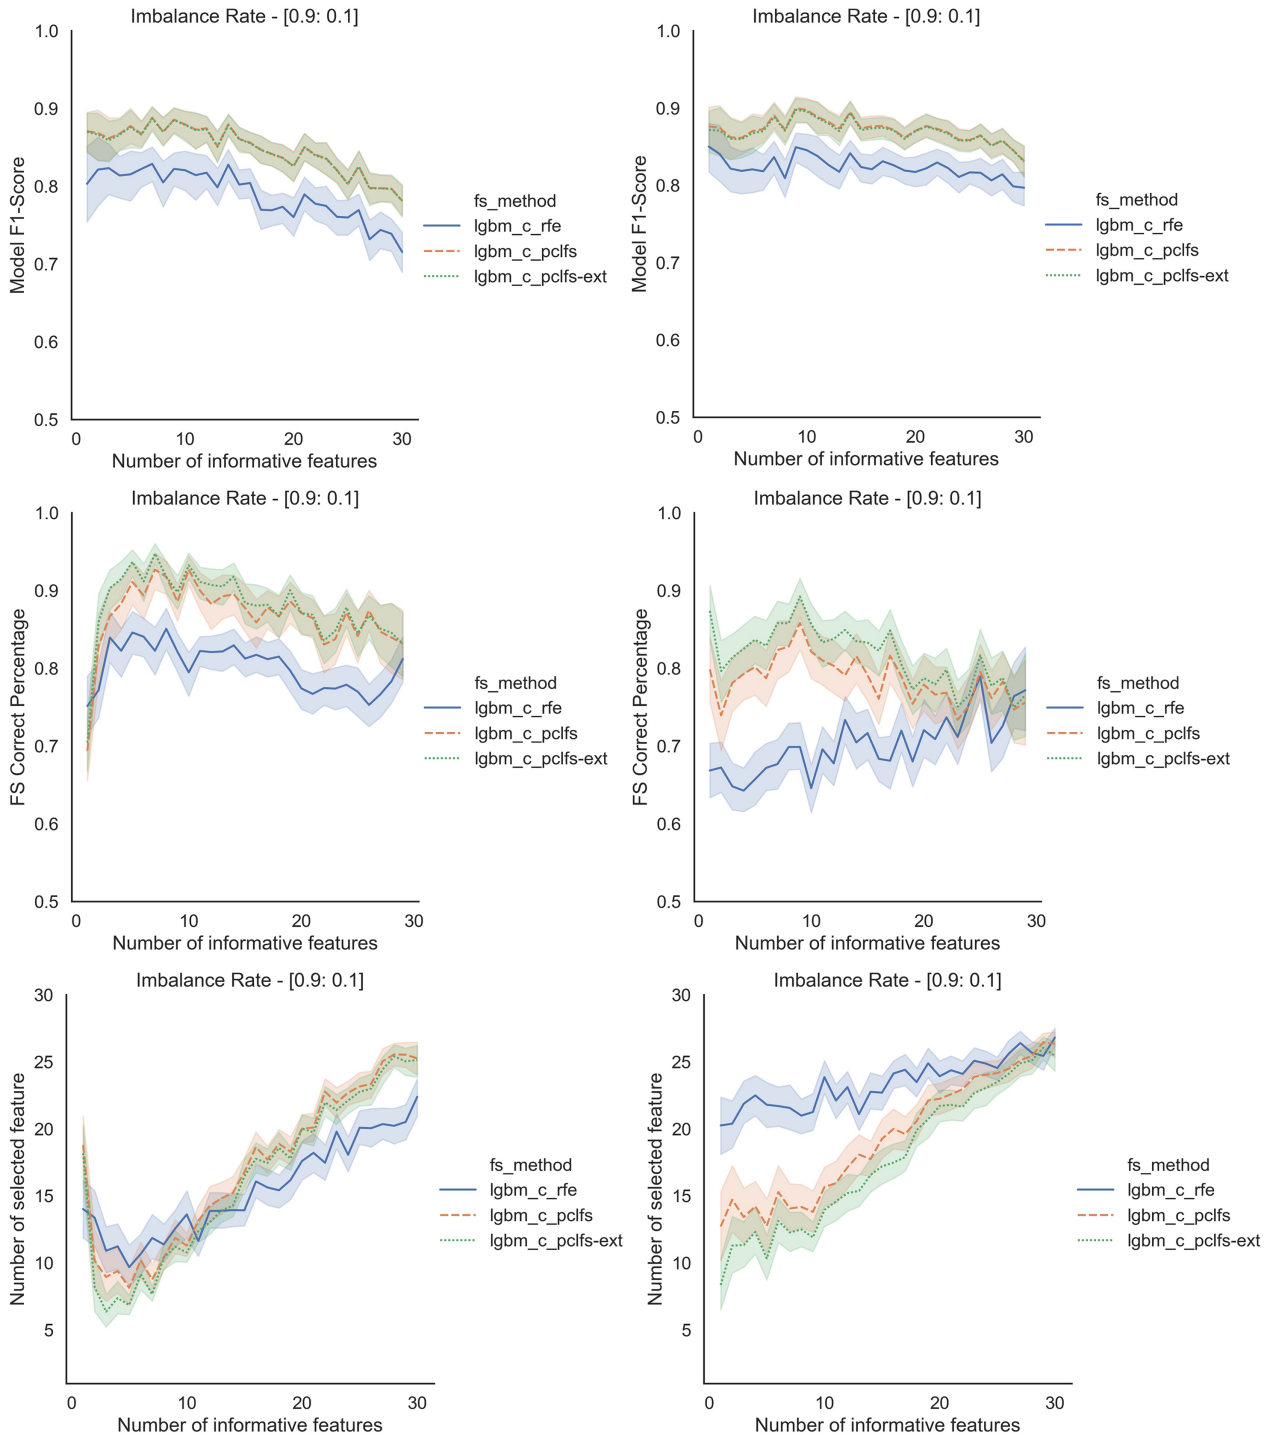 Imbalance Rate - [0.9: 0.1]
1.0
0.9
0.8
0.7
0.6
0.5
Model F1-Score
0 10 20 30
Number of informative features
fs_method
lgbm_c_rfe
lgbm_c_pclfs
lgbm_c_pclfs-ext
Imbalance Rate - [0.9: 0.1]
1.0
0.9
0.8
0.7
0.6
0.5
Model F1-Score
0 10 20 30
Number of informative features
fs_method
lgbm_c_rfe
lgbm_c_pclfs
lgbm_c_pclfs-ext
Imbalance Rate - [0.9: 0.1]
1.0
0.9
0.8
0.7
0.6
0.5
FS Correct Percentage
0 10 20 30
Number of informative features
fs_method
lgbm_c_rfe
lgbm_c_pclfs
lgbm_c_pclfs-ext
Imbalance Rate - [0.9: 0.1]
1.0
0.9
0.8
0.7
0.6
0.5
FS Correct Percentage
0 10 20 30
Number of informative features
fs_method
lgbm_c_rfe
lgbm_c_pclfs
lgbm_c_pclfs-ext
Imbalance Rate - [0.9: 0.1]
30
25
20
15
10
5
Number of selected feature
0 10 20 30
Number of informative features
fs_method
lgbm_c_rfe
lgbm_c_pclfs
lgbm_c_pclfs-ext
Imbalance Rate - [0.9: 0.1]
30
25
20
15
10
5
Number of selected feature
0 10 20 30
Number of informative features
fs_method
lgbm_c_rfe
lgbm_c_pclfs
lgbm_c_pclfs-ext